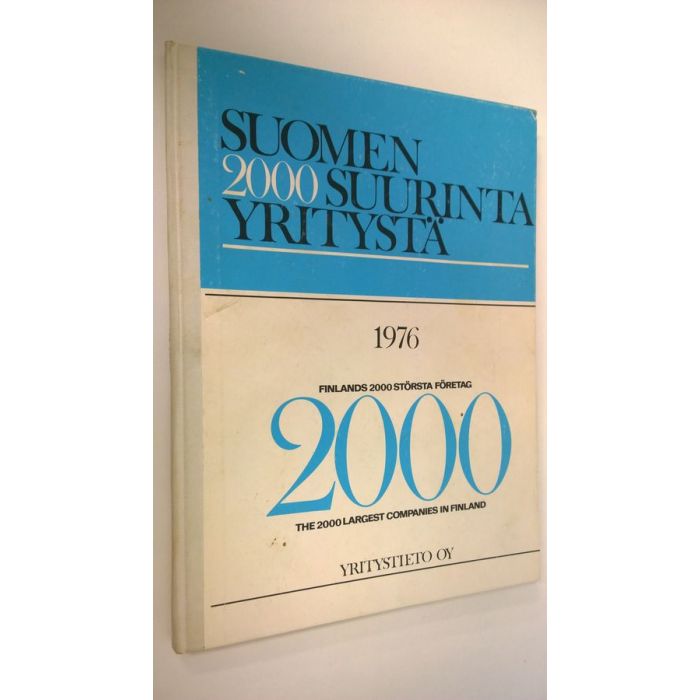 SUOMEN
2000 SUURINTA
YRITYSTÄ
1976
FINLANDS 2000 STÖRSTA FÖRETAG
2000
THE 2000 LARGEST COMPANIES IN FINLAND
YRITYSTIETO OY